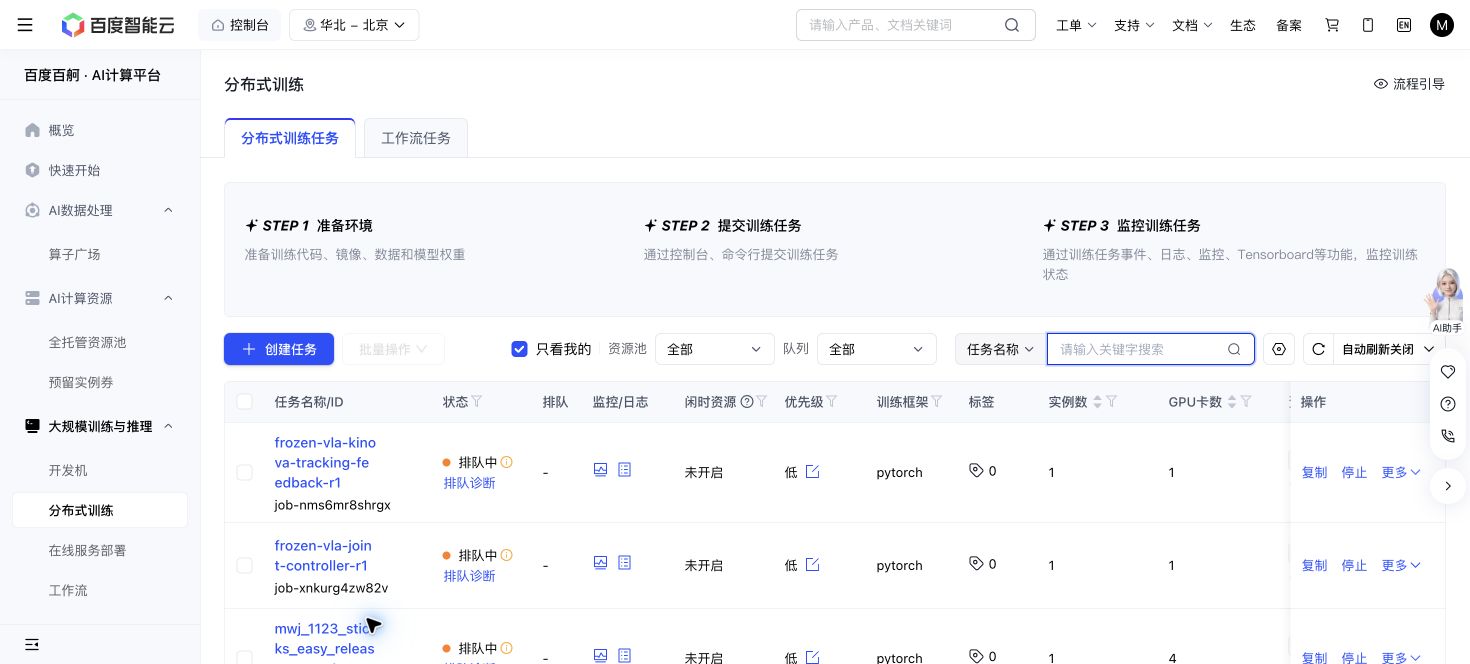 百度智能云
控制台
华北 – 北京
请输入产品、文档关键词
工单
支持
文档
生态
备案
EN
M
百度百舸 · AI计算平台
概览
快速开始
AI数据处理
算子广场
AI计算资源
全托管资源池
预留实例券
大规模训练与推理
开发机
分布式训练
在线服务部署
工作流
分布式训练
流程引导
分布式训练任务
工作流任务
STEP 1 准备环境
准备训练代码、镜像、数据和模型权重
STEP 2 提交训练任务
通过控制台、命令行提交训练任务
STEP 3 监控训练任务
通过训练任务事件、日志、监控、Tensorboard等功能，监控训练
状态
AI助手
创建任务
批量操作
只看我的
资源池
全部
队列
全部
任务名称
请输入关键字搜索
自动刷新关闭
任务名称/ID
状态
排队
监控/日志
闲时资源
优先级
训练框架
标签
实例数
GPU卡数
操作
frozen-vla-kino
va-tracking-fe
edback-r1
job-nms6mr8shrgx
排队中
排队诊断
-
未开启
低
pytorch
0
1
1
复制 停止 更多
frozen-vla-join
t-controller-r1
job-xnkurg4zw82v
排队中
排队诊断
-
未开启
低
pytorch
0
1
1
复制 停止 更多
mwj_1123_stic
ks_easy_releas
排队中
-
未开启
低
pytorch
0
1
4
复制 停止 更多